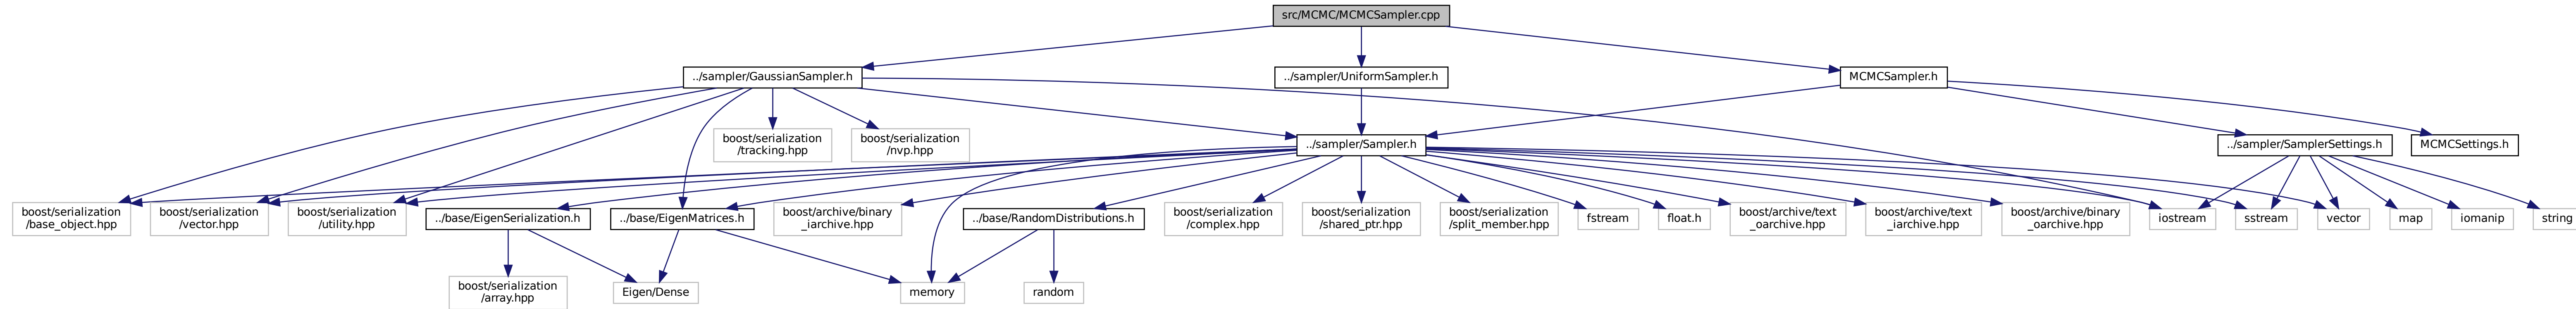 src/MCMC/MCMCSampler.cpp
../sampler/GaussianSampler.h
../sampler/UniformSampler.h
MCMCSampler.h
boost/serialization
/tracking.hpp
boost/serialization
/nvp.hpp
../sampler/Sampler.h
../sampler/SamplerSettings.h
MCMCSettings.h
boost/serialization
/base_object.hpp
boost/serialization
/vector.hpp
boost/serialization
/utility.hpp
../base/EigenSerialization.h
../base/EigenMatrices.h
boost/archive/binary
_iarchive.hpp
../base/RandomDistributions.h
boost/serialization
/complex.hpp
boost/serialization
/shared_ptr.hpp
boost/serialization
/split_member.hpp
fstream
float.h
boost/archive/text
_oarchive.hpp
boost/archive/text
_iarchive.hpp
boost/archive/binary
_oarchive.hpp
iostream
sstream
vector
map
iomanip
string
boost/serialization
/array.hpp
Eigen/Dense
memory
random